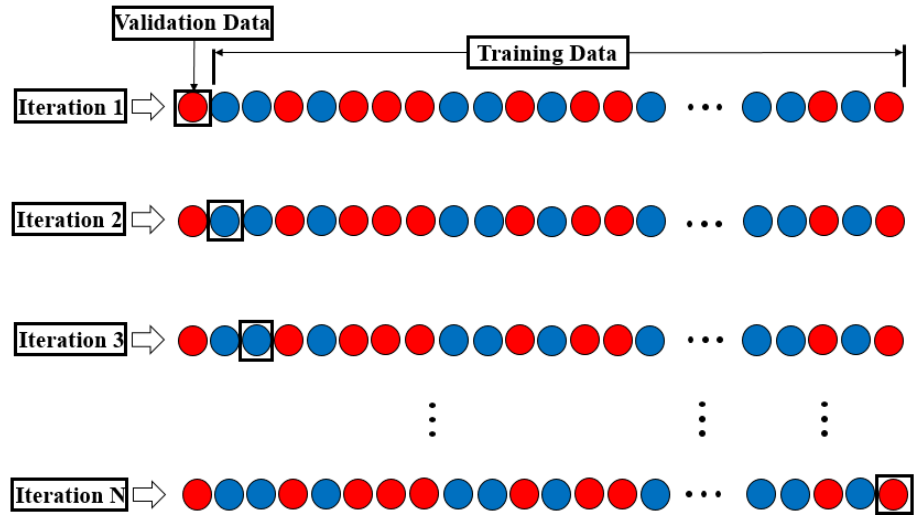 Validation Data
Training Data
Iteration 1
Iteration 2
Iteration 3
Iteration N